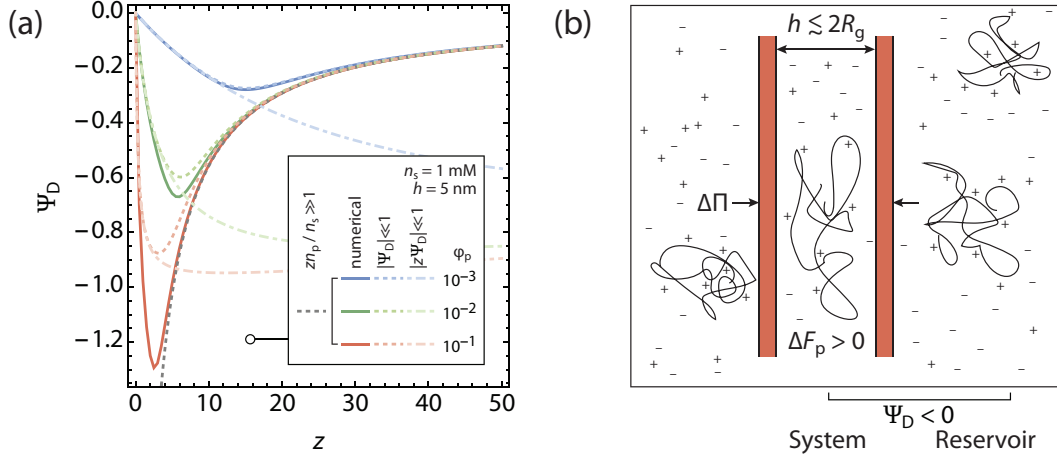 (a)
0.0
−0.2
−0.4
−0.6
−0.8
−1.0
−1.2
Ψ_D
0
10
20
30
40
50
z
n_s = 1 mM
h = 5 nm
zn_p / n_s ≫1
numerical
|Ψ_D|≪1
|zΨ_D|≪1
φ_p
10⁻³
10⁻²
10⁻¹
(b)
h ≲ 2R_g
ΔΠ
ΔF_p > 0
Ψ_D < 0
System
Reservoir